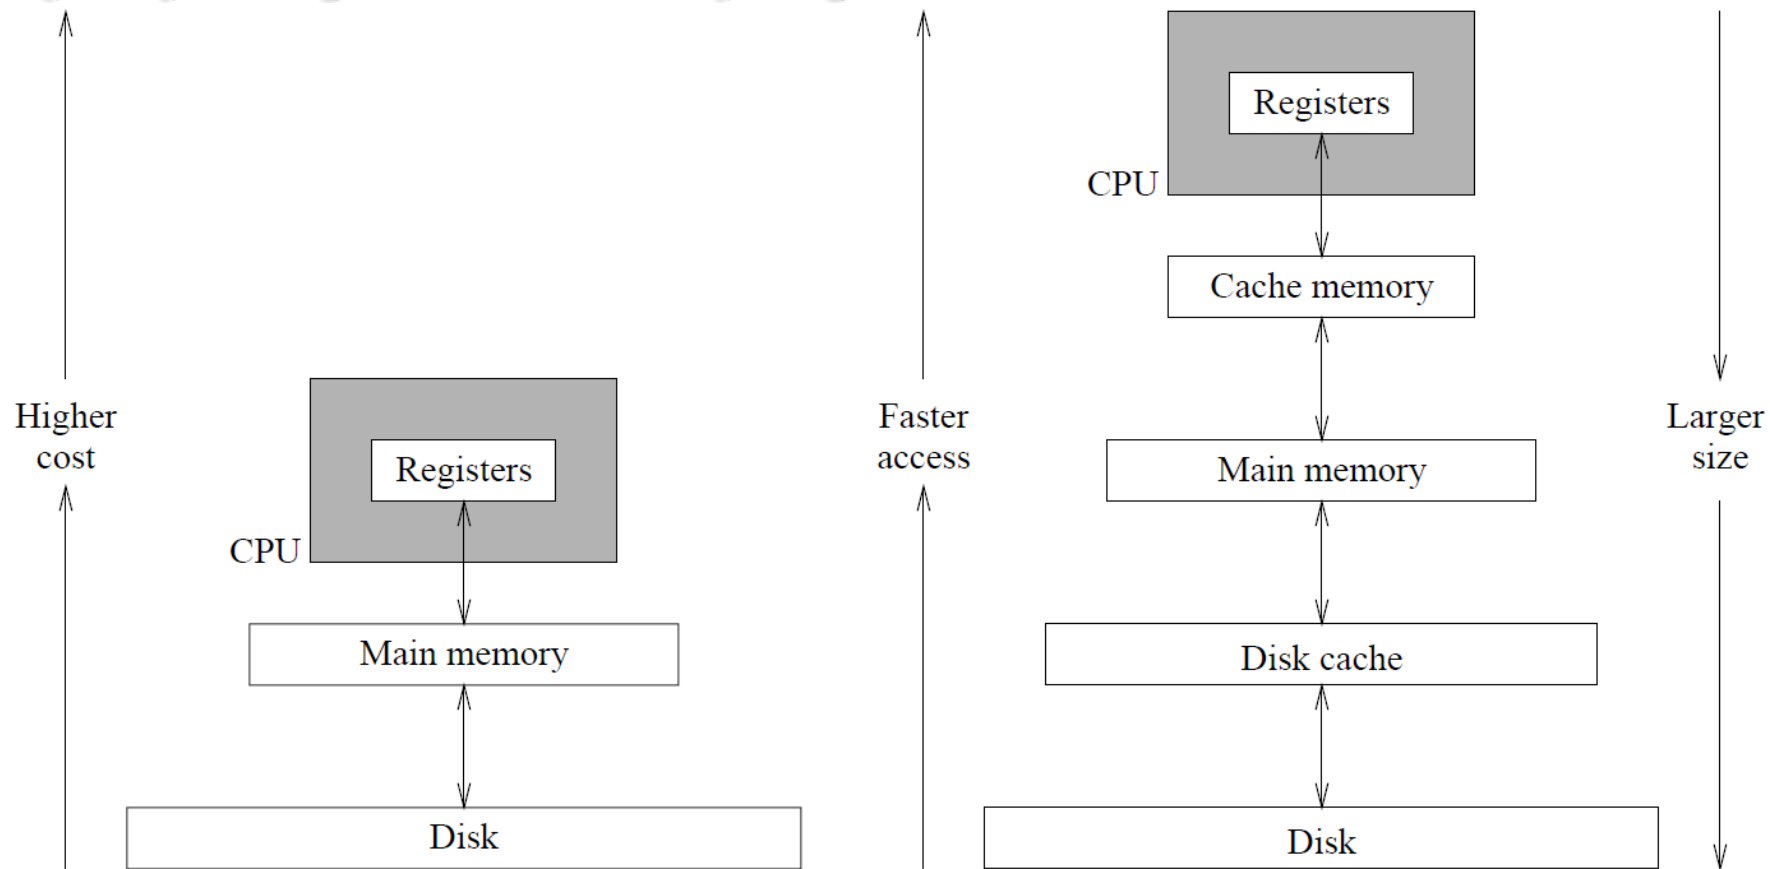 Registers
CPU
Cache memory
Higher
cost
Registers
CPU
Main memory
Disk
Faster
access
Main memory
Disk cache
Disk
Larger
size